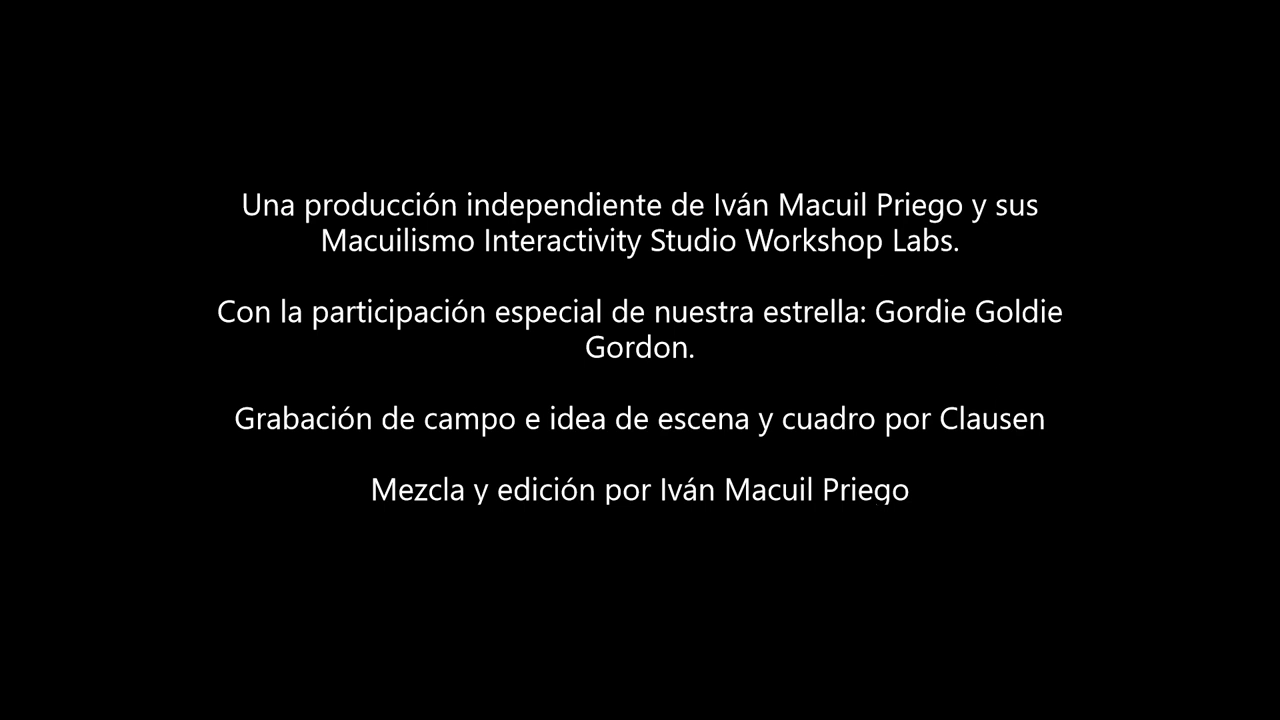 Una producción independiente de Iván Macuil Priego y sus
Macuilismo Interactivity Studio Workshop Labs.
Con la participación especial de nuestra estrella: Gordie Goldie
Gordon.
Grabación de campo e idea de escena y cuadro por Clausen
Mezcla y edición por Iván Macuil Priego